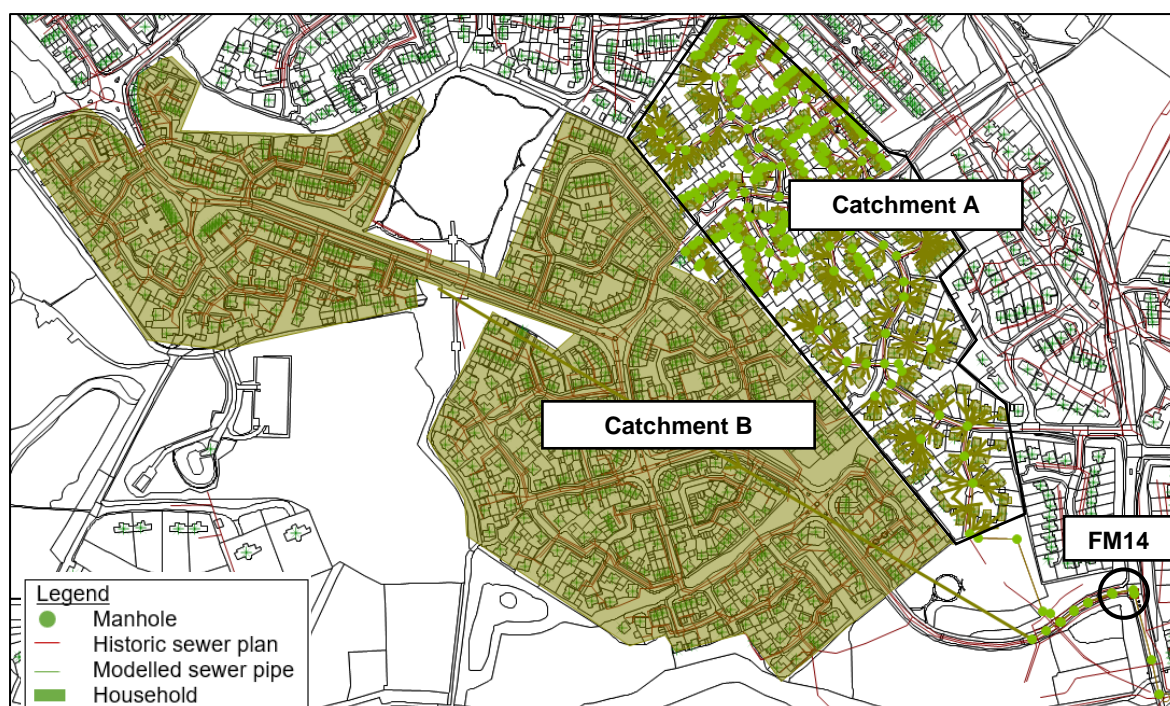 Catchment A
Catchment B
FM14
Legend
Manhole
Historic sewer plan
Modelled sewer pipe
Household